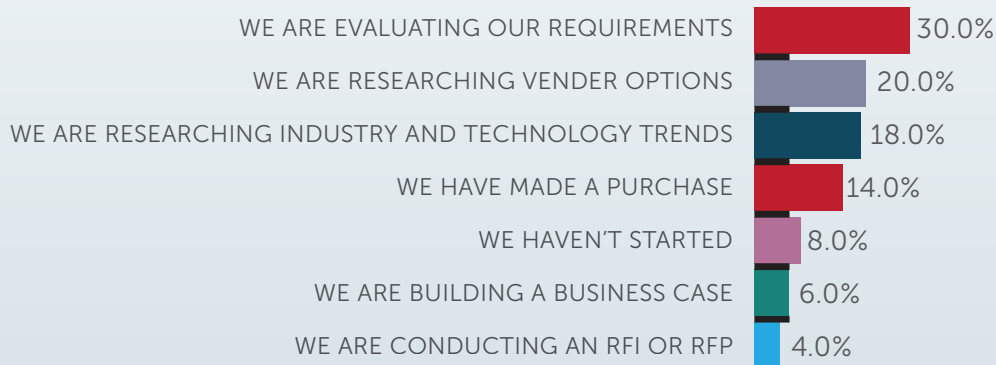 WE ARE EVALUATING OUR REQUIREMENTS 30.0%
WE ARE RESEARCHING VENDER OPTIONS 20.0%
WE ARE RESEARCHING INDUSTRY AND TECHNOLOGY TRENDS 18.0%
WE HAVE MADE A PURCHASE 14.0%
WE HAVEN'T STARTED 8.0%
WE ARE BUILDING A BUSINESS CASE 6.0%
WE ARE CONDUCTING AN RFI OR RFP 4.0%